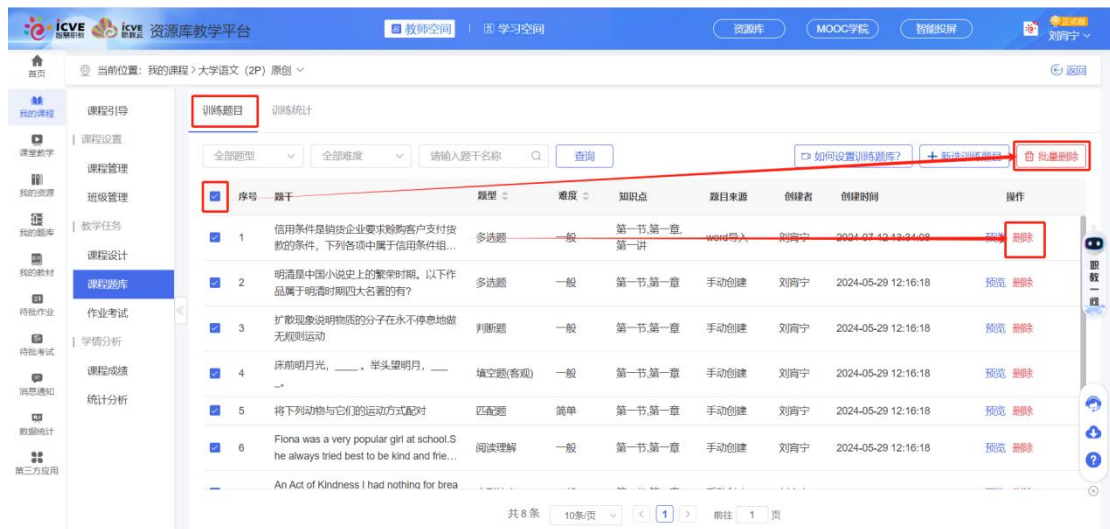 icve 智慧职教 icve 职教云 资源库教学平台 教师空间 学习空间 资源库 MOOC学院 智能投屏 正式版 刘宵宁
首页
当前位置：我的课程>大学语文（2P）原创 返回
我的课程
课堂教学
我的资源
我的题库
我的教材
待批作业
待批考试
消息通知
数据统计
第三方应用
课程引导
课程设置
课程管理
班级管理
教学任务
课程设计
课程题库
作业考试
学情分析
课程成绩
统计分析
训练题目 训练统计
全部题型 全部难度 请输入题干名称 查询 如何设置训练题库? 批量删除
序号 题干 题型 难度 知识点 题目来源 创建者 创建时间 操作
1 信用条件是销货企业要求赊购客户支付货 多选题 一般 第一节,第一章, word导入 刘宵宁 2024-07-12 13:34:08 预览 删除
款的条件，下列各项中属于信用条件组... 第一讲
2 明清是中国小说史上的繁荣时期。以下作 多选题 一般 第一节,第一章 手动创建 刘宵宁 2024-05-29 12:16:18 预览 删除
品属于明清时期四大名著的有?
3 扩散现象说明物质的分子在永不停息地做 判断题 一般 第一节,第一章 手动创建 刘宵宁 2024-05-29 12:16:18 预览 删除
无规则运动
4 床前明月光，____。举头望明月，___ 填空题(客观) 一般 第一节,第一章 手动创建 刘宵宁 2024-05-29 12:16:18 预览 删除
_。
5 将下列动物与它们的运动方式配对 匹配题 简单 第一节,第一章 手动创建 刘宵宁 2024-05-29 12:16:18 预览 删除
6 Fiona was a very popular girl at school.S 阅读理解 一般 第一节,第一章 手动创建 刘宵宁 2024-05-29 12:16:18 预览 删除
he always tried best to be kind and frie...
An Act of Kindness I had nothing for brea
共8条 10条/页 1 前往 1 页
职教一问